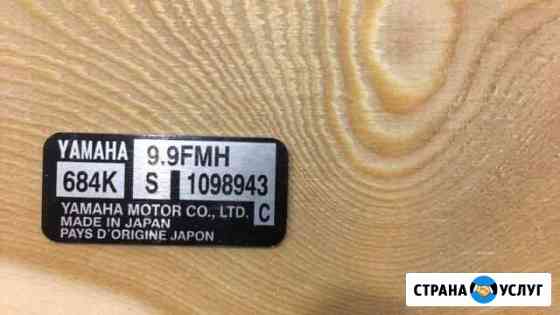 YAMAHA 9.9FMH
684K S 1098943
YAMAHA MOTOR CO., LTD. C
MADE IN JAPAN
PAYS D'ORIGINE JAPON
СТРАНА УСЛУГ